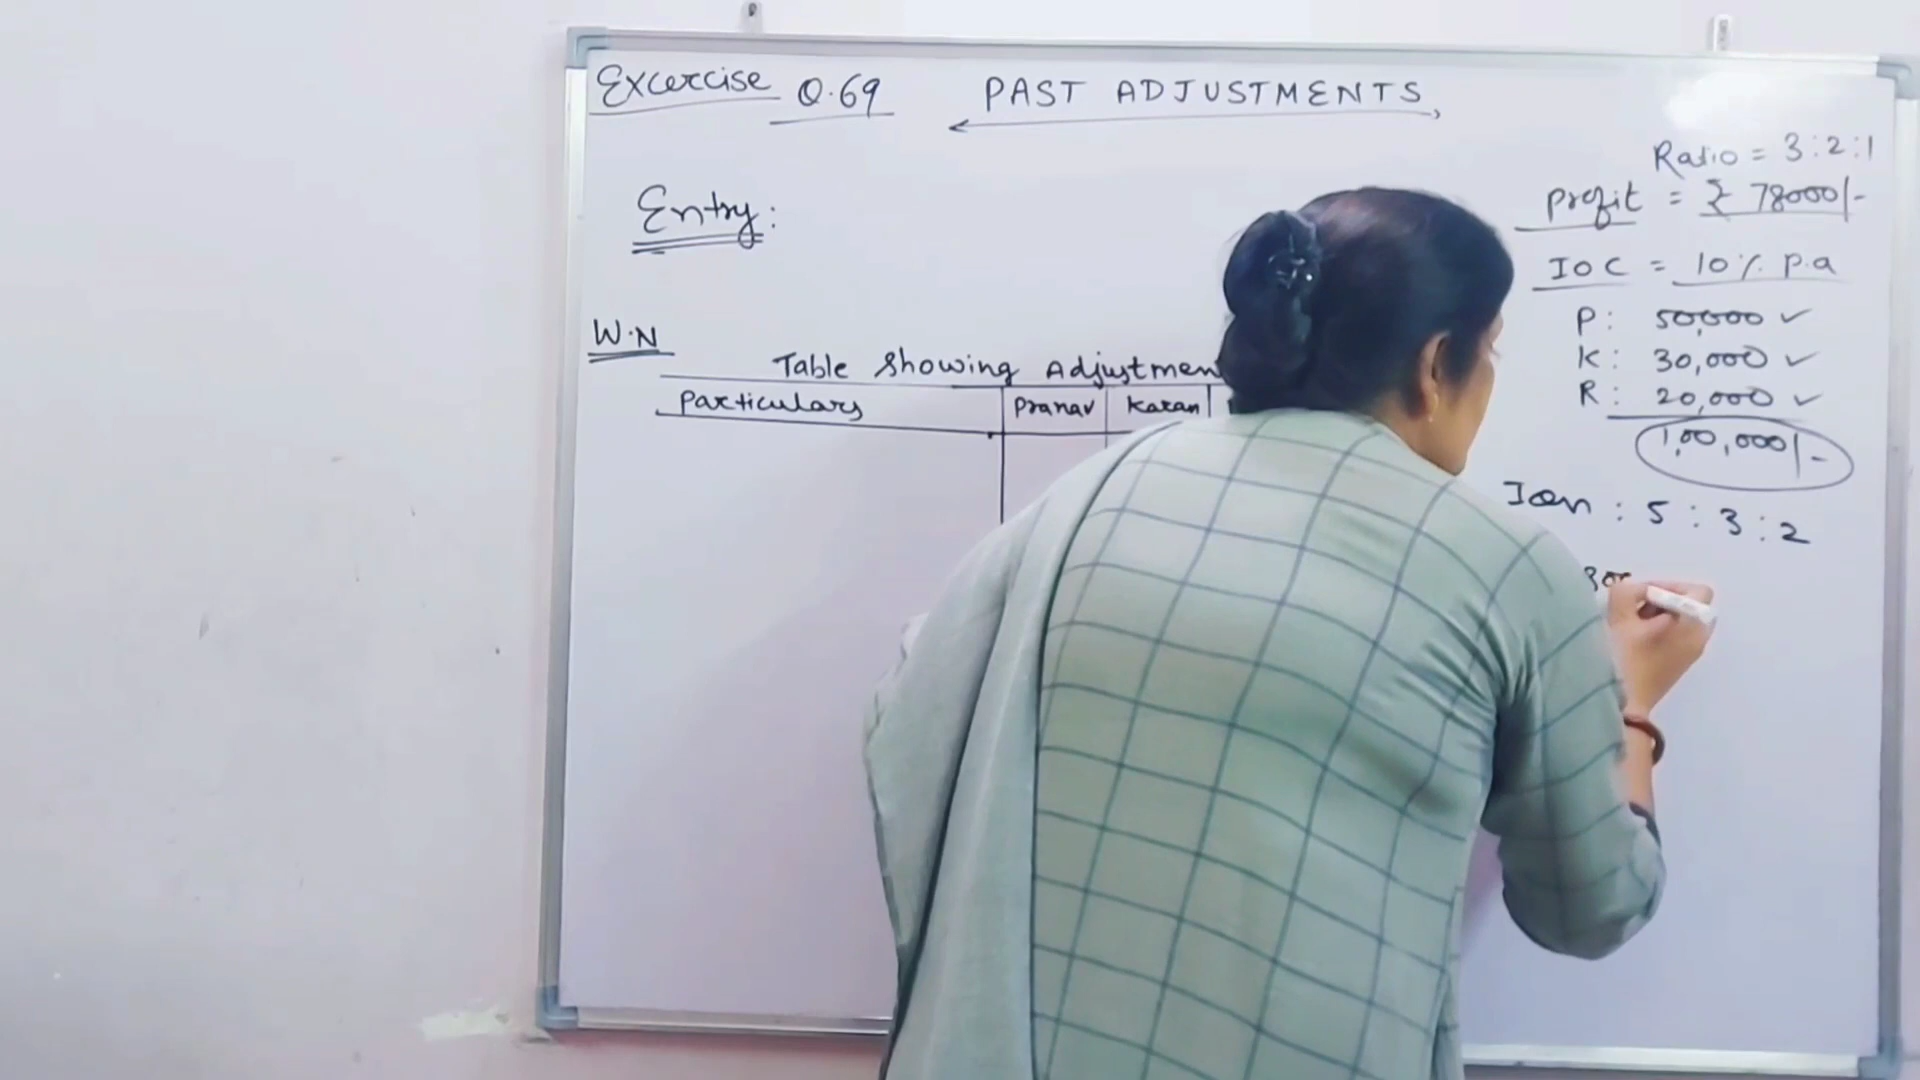 Excercise Q.69 PAST ADJUSTMENTS
Entry:
W.N
Table showing Adjustmen
Particulars Pranav Karan
Ratio = 3:2:1
Profit = ₹ 78000/-
IOC = 10% p.a
P: 50,000 ✓
K: 30,000 ✓
R: 20,000 ✓
1,00,000/-
: 5 : 3 : 2